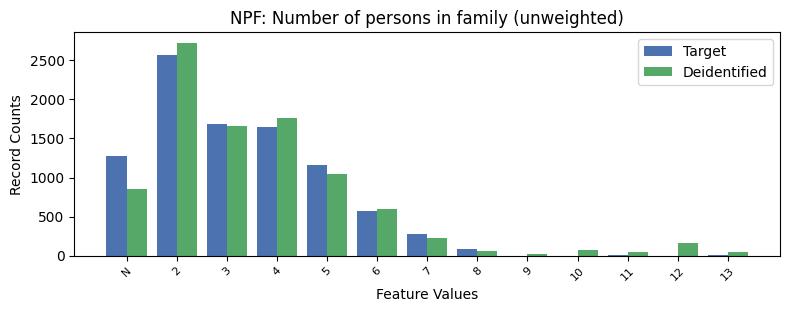 NPF: Number of persons in family (unweighted)
Target
Deidentified
Record Counts
2500
2000
1500
1000
500
0
N 2 3 4 5 6 7 8 9 10 11 12 13
Feature Values